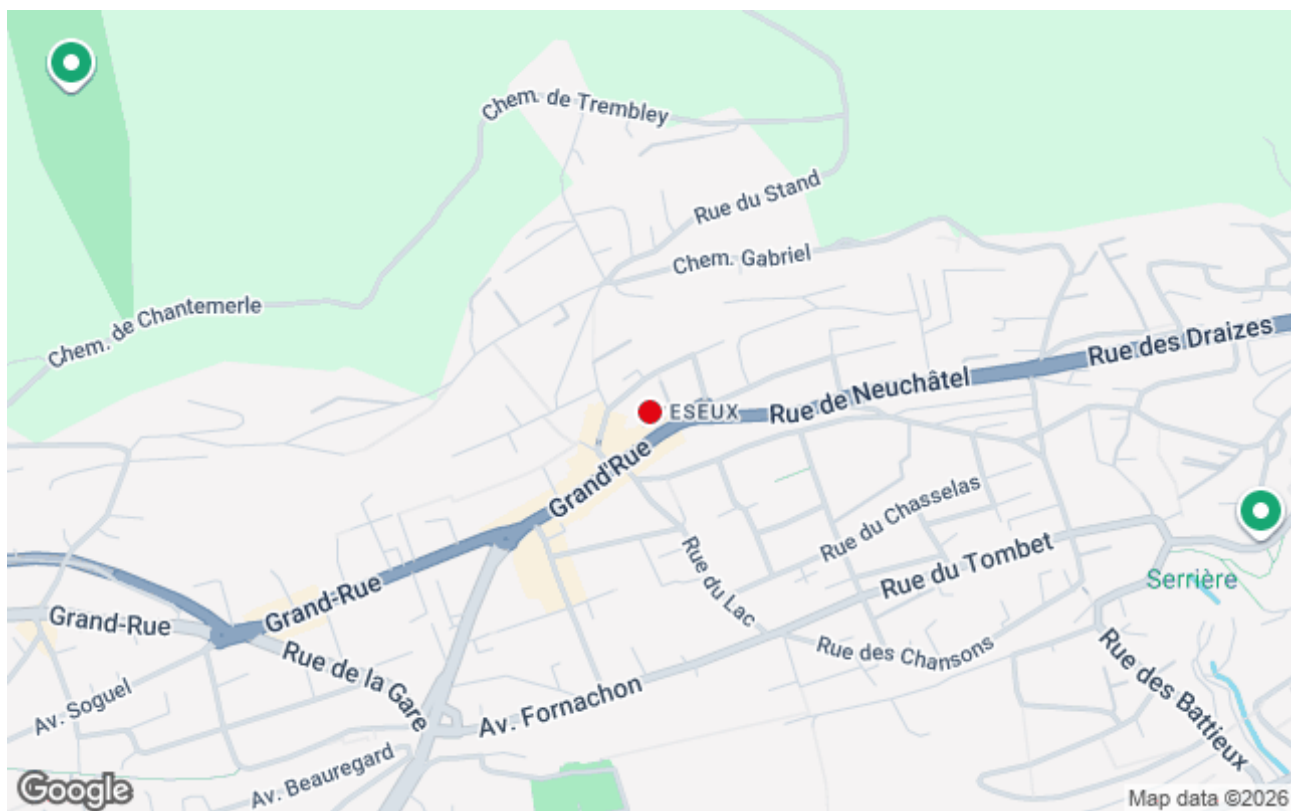 Chem. de Trembley
Rue du Stand
Chem. Gabriel
Chem. de Chantemerle
Rue des Draizes
Rue de Neuchâtel
ESEUX
Grand'Rue
Rue du Chasselas
Rue du Tombet
Rue du Lac
Serrière
Grand-Rue
Grand-Rue
Rue des Chansons
Rue de la Gare
Av. Soguel
Av. Fornachon
Rue des Battieux
Av. Beauregard
Google
Map data ©2026